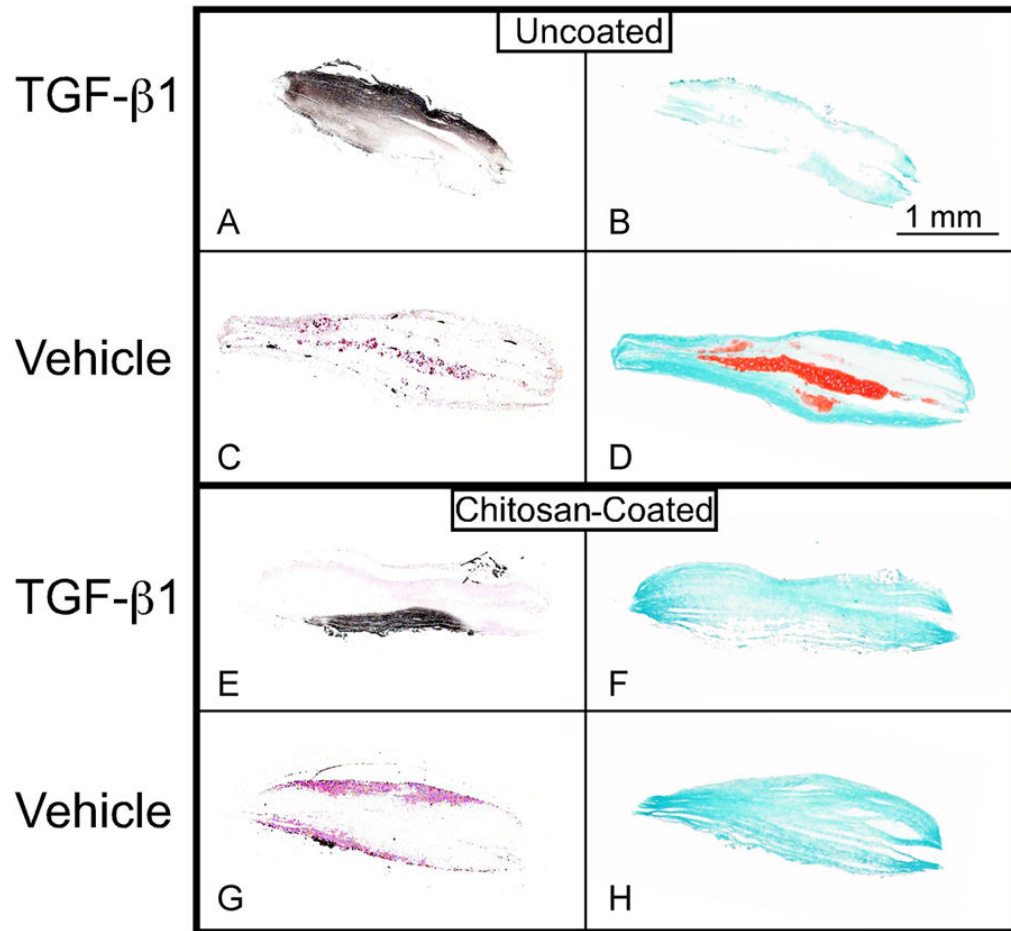 Uncoated
TGF-β1
A
B
1 mm
Vehicle
C
D
Chitosan-Coated
TGF-β1
E
F
Vehicle
G
H